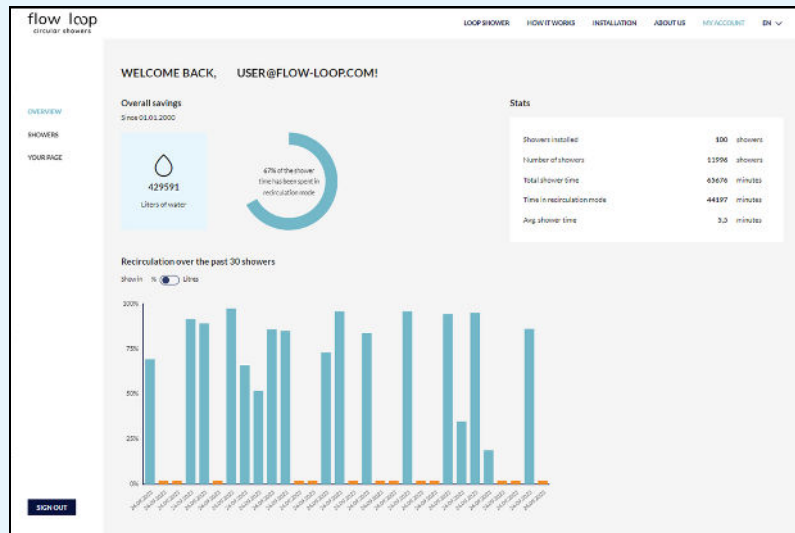 flow loop
circular showers
LOOP SHOWER HOW IT WORKS INSTALLATION ABOUT US MY ACCOUNT EN
WELCOME BACK, USER@FLOW-LOOP.COM!
OVERVIEW
SHOWERS
YOUR PAGE
SIGN OUT
Overall savings
Since 01.01.2000
429591
Liters of water
67% of the shower
time has been spent in
recirculation mode
Stats
Showers installed 100 showers
Number of showers 11996 showers
Total shower time 65676 minutes
Time in recirculation mode 44197 minutes
Avg. shower time 5,5 minutes
Recirculation over the past 30 showers
Show in % Litres
100%
75%
50%
25%
0%